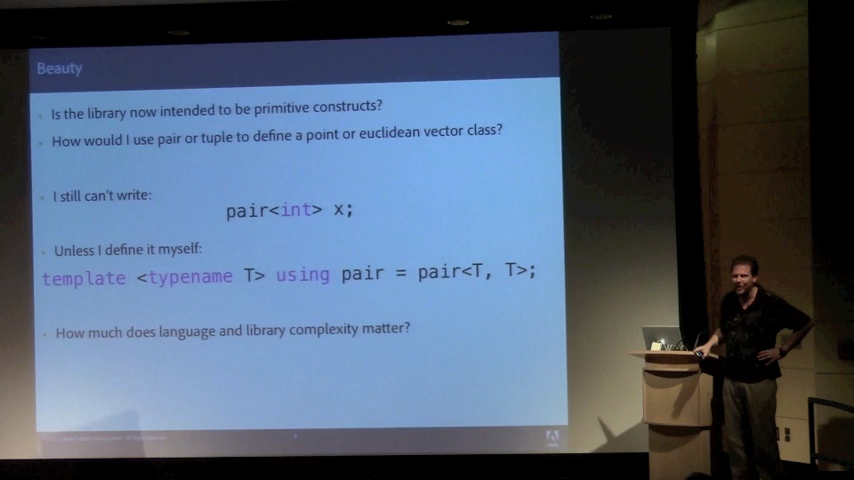 Beauty
Is the library now intended to be primitive constructs?
How would I use pair or tuple to define a point or euclidean vector class?
I still can't write:
pair<int> x;
Unless I define it myself:
template <typename T> using pair = pair<T, T>;
How much does language and library complexity matter?